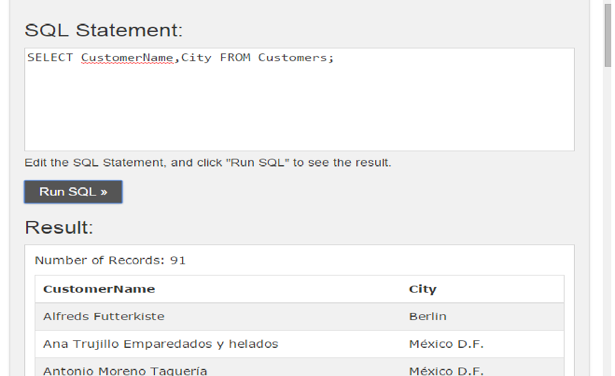 SQL Statement:
SELECT CustomerName,City FROM Customers;
Edit the SQL Statement, and click "Run SQL" to see the result.
Run SQL »
Result:
Number of Records: 91
CustomerName City
Alfreds Futterkiste Berlin
Ana Trujillo Emparedados y helados México D.F.
Antonio Moreno Taquería México D.F.